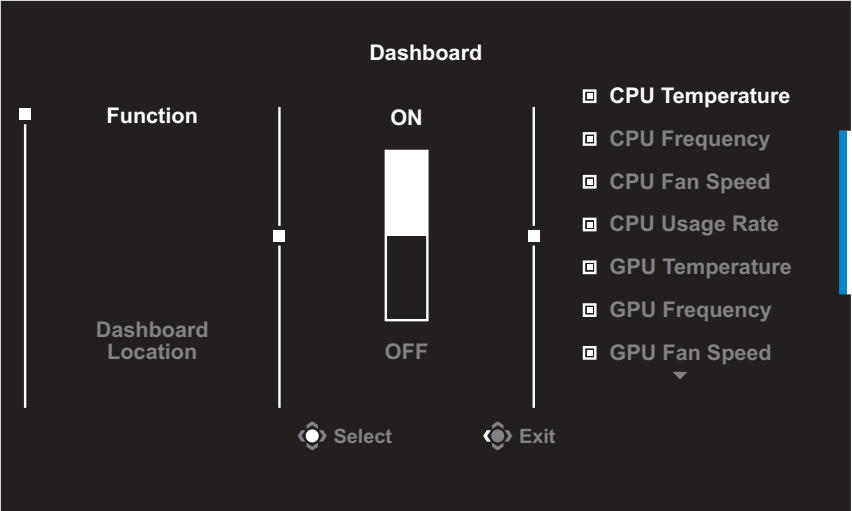 Dashboard
Function
Dashboard
Location
ON
OFF
CPU Temperature
CPU Frequency
CPU Fan Speed
CPU Usage Rate
GPU Temperature
GPU Frequency
GPU Fan Speed
Select
Exit